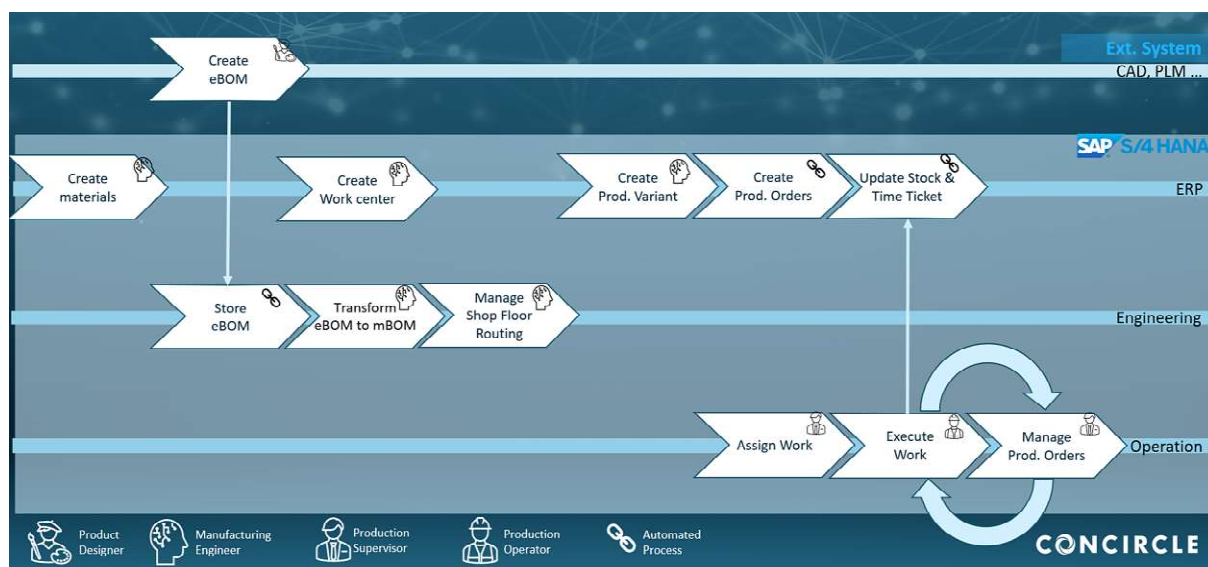 Ext. System
CAD, PLM ...
Create
eBOM
SAP S/4 HANA
Create
materials
Create
Work center
Create
Prod. Variant
Create
Prod. Orders
Update Stock &
Time Ticket
ERP
Store
eBOM
Transform
eBOM to mBOM
Manage
Shop Floor
Routing
Engineering
Assign Work
Execute
Work
Manage
Prod. Orders
Operation
Product
Designer
Manufacturing
Engineer
Production
Supervisor
Production
Operator
Automated
Process
CONCIRCLE